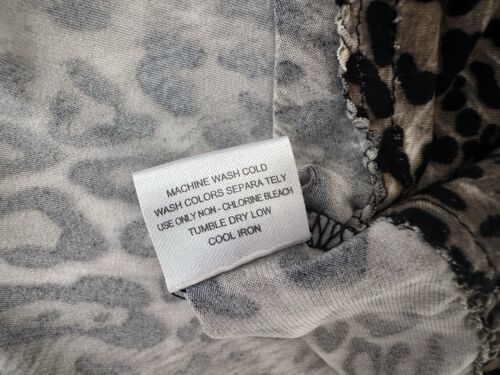 MACHINE WASH COLD
WASH COLORS SEPARA TELY
USE ONLY NON - CHLORINE BLEACH
TUMBLE DRY LOW
COOL IRON